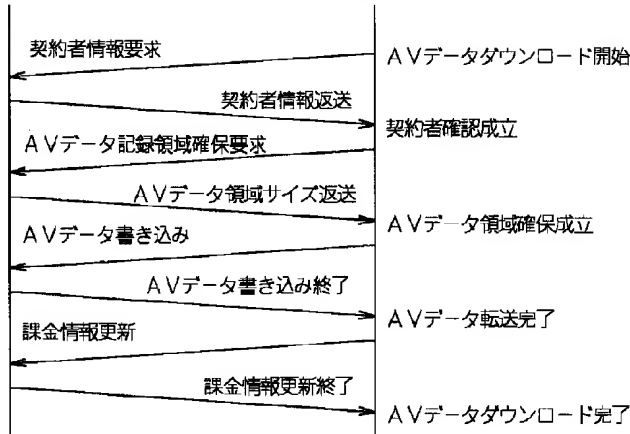 契約者情報要求
AVデータダウンロード開始
契約者情報返送
契約者確認成立
AVデータ記録領域確保要求
AVデータ領域サイズ返送
AVデータ領域確保成立
AVデータ書き込み
AVデータ書き込み終了
AVデータ転送完了
課金情報更新
課金情報更新終了
AVデータダウンロード完了